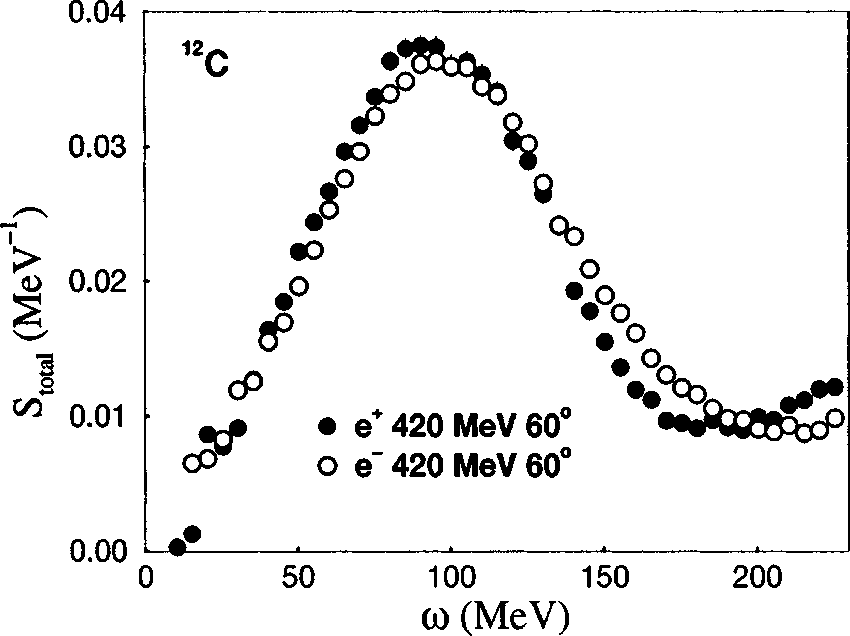 0.04
¹²C
0.03
0.02
S_total (MeV⁻¹)
0.01
e⁺ 420 MeV 60°
e⁻ 420 MeV 60°
0.00
0 50 100 150 200
ω (MeV)